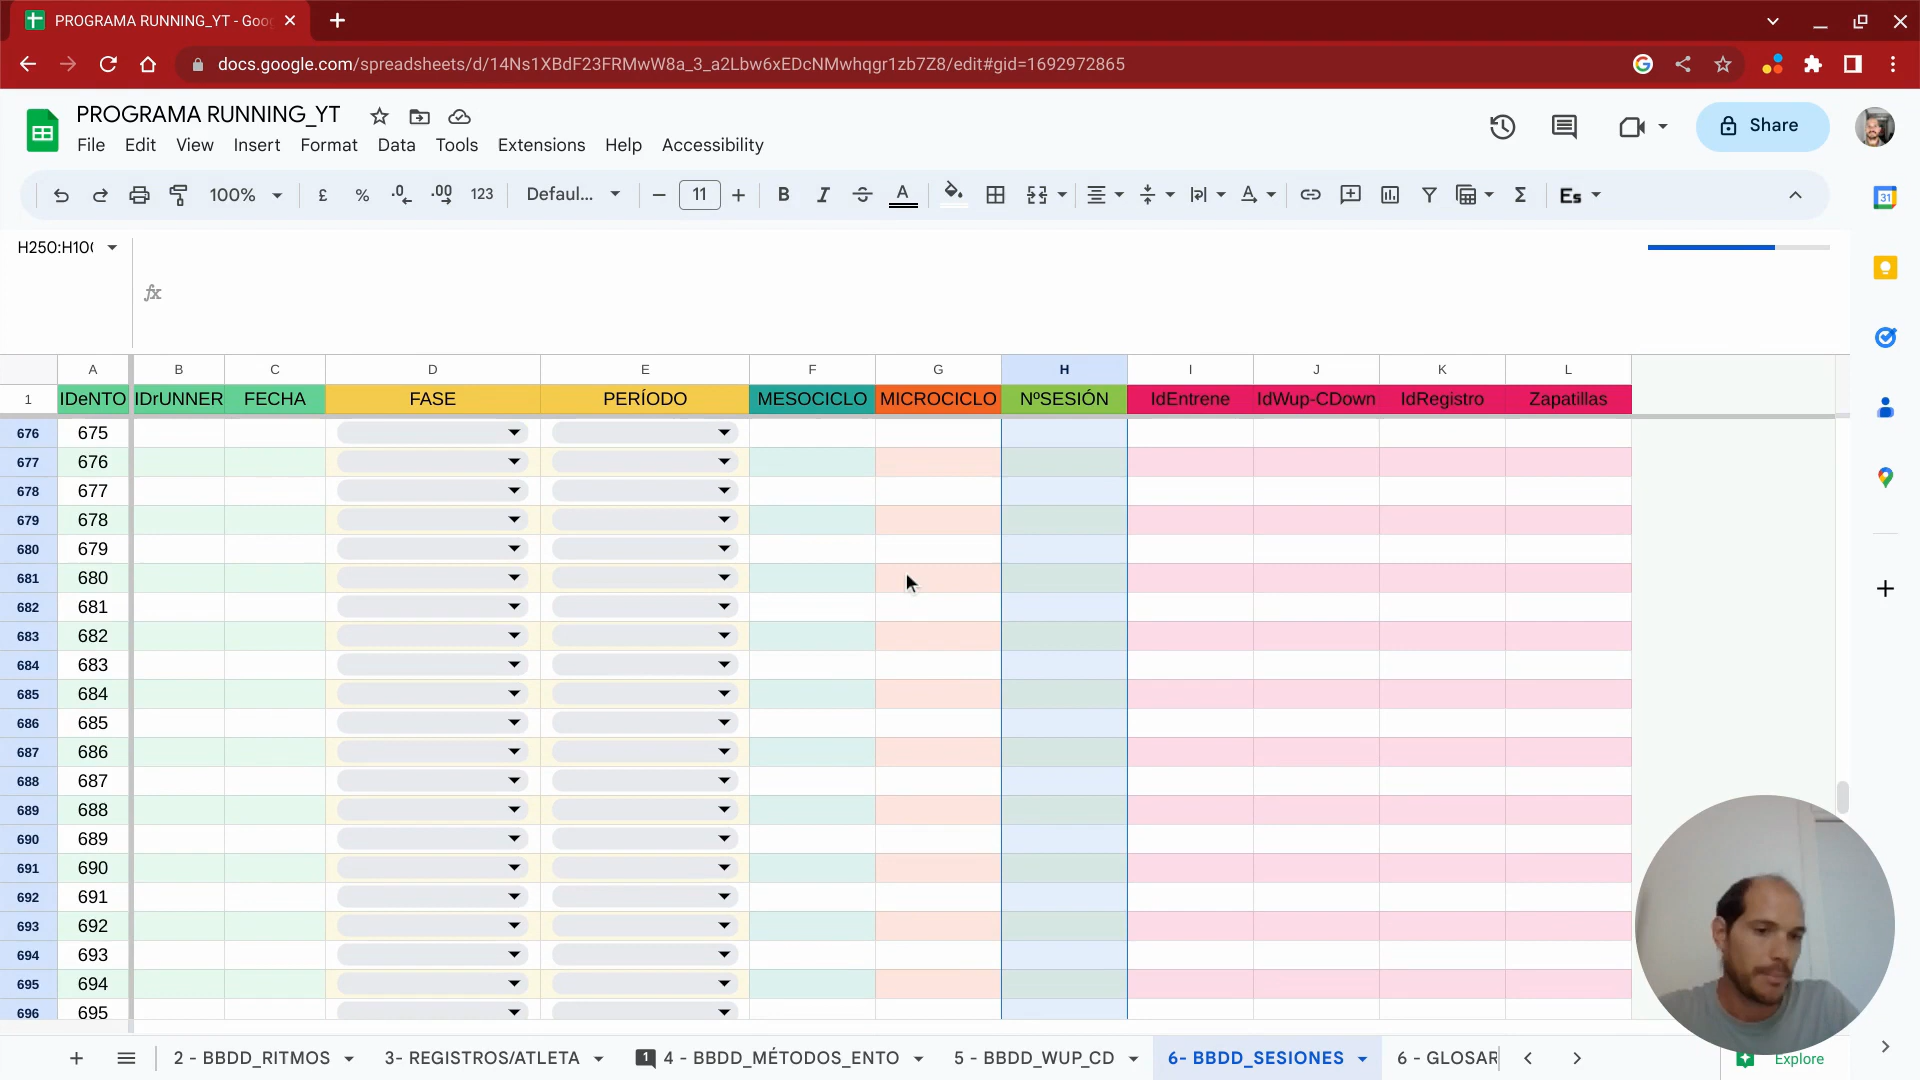 PROGRAMA RUNNING_YT - Goo
docs.google.com/spreadsheets/d/14Ns1XBdF23FRMwW8a_3_a2Lbw6xEDcNMwhqgr1zb7Z8/edit#gid=1692972865
PROGRAMA RUNNING_YT
File Edit View Insert Format Data Tools Extensions Help Accessibility
Share
100% £ % .0 .00 123 Defaul... 11 B I S A Σ Es
31
H250:H10
fx
A B C D E F G H I J K L
1 IDeNTO IDrUNNER FECHA FASE PERÍODO MESOCICLO MICROCICLO NºSESIÓN IdEntrene IdWup-CDown IdRegistro Zapatillas
676 675
677 676
678 677
679 678
680 679
681 680
682 681
683 682
684 683
685 684
686 685
687 686
688 687
689 688
690 689
691 690
692 691
693 692
694 693
695 694
696 695
2 - BBDD_RITMOS 3- REGISTROS/ATLETA 1 4 - BBDD_MÉTODOS_ENTO 5 - BBDD_WUP_CD 6- BBDD_SESIONES 6 - GLOSAR Explore